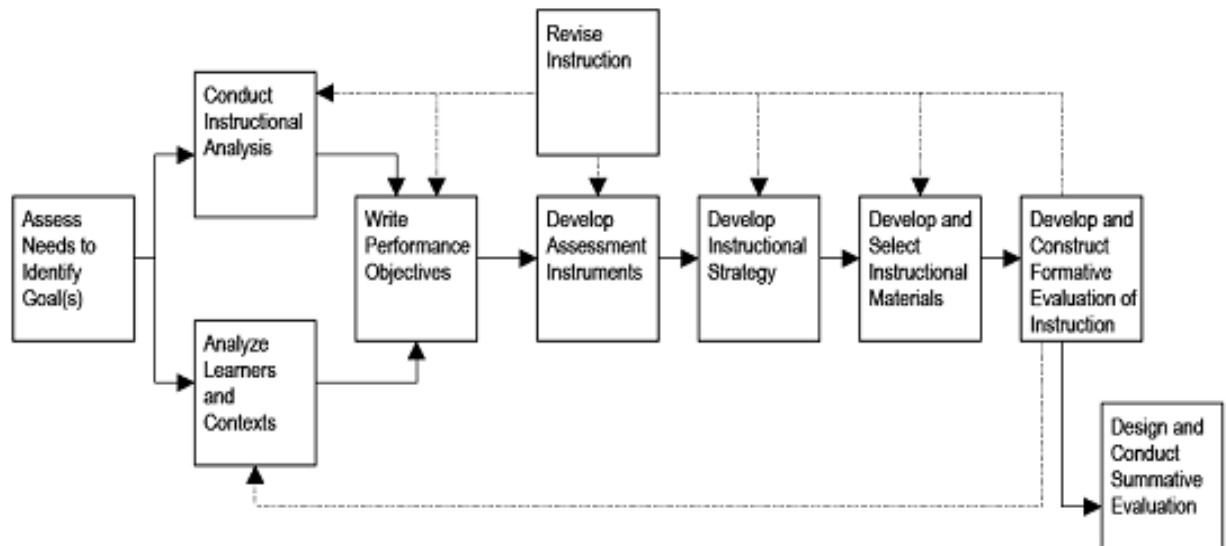 Revise
Instruction
Conduct
Instructional
Analysis
Assess
Needs to
Identify
Goal(s)
Write
Performance
Objectives
Develop
Assessment
Instruments
Develop
Instructional
Strategy
Develop and
Select
Instructional
Materials
Develop and
Construct
Formative
Evaluation of
Instruction
Analyze
Learners
and
Contexts
Design and
Conduct
Summative
Evaluation